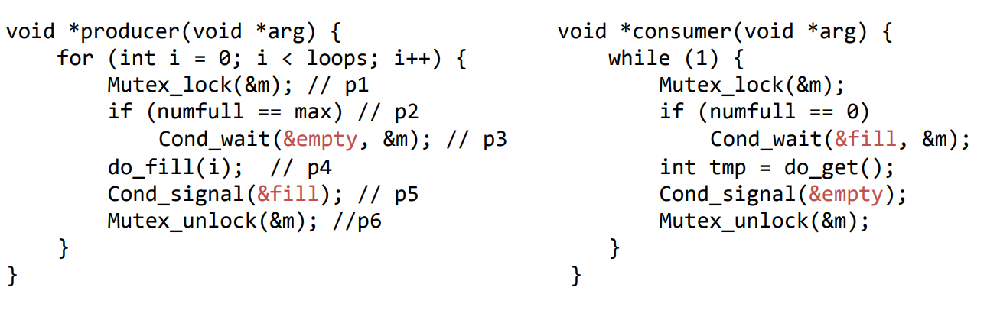 void *producer(void *arg) {
    for (int i = 0; i < loops; i++) {
        Mutex_lock(&m); // p1
        if (numfull == max) // p2
            Cond_wait(&empty, &m); // p3
        do_fill(i);  // p4
        Cond_signal(&fill); // p5
        Mutex_unlock(&m); //p6
    }
}
void *consumer(void *arg) {
    while (1) {
        Mutex_lock(&m);
        if (numfull == 0)
            Cond_wait(&fill, &m);
        int tmp = do_get();
        Cond_signal(&empty);
        Mutex_unlock(&m);
    }
}